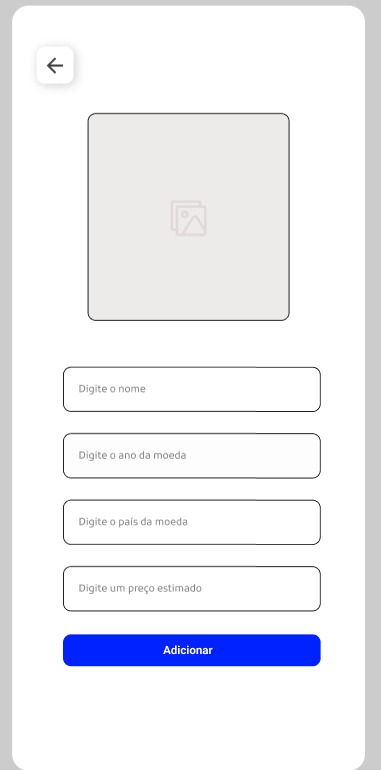 Digite o nome
Digite o ano da moeda
Digite o país da moeda
Digite um preço estimado
Adicionar